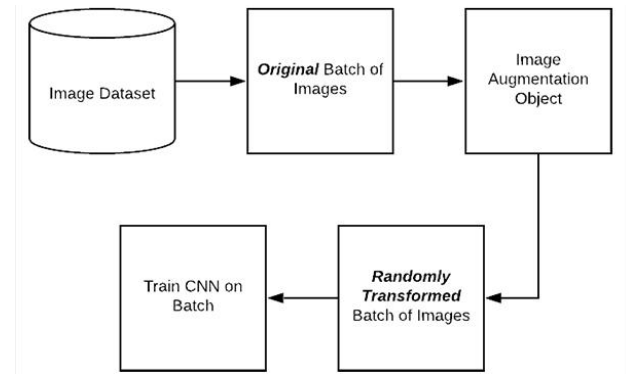 Image Dataset
Original Batch of
Images
Image
Augmentation
Object
Train CNN on
Batch
Randomly
Transformed
Batch of Images